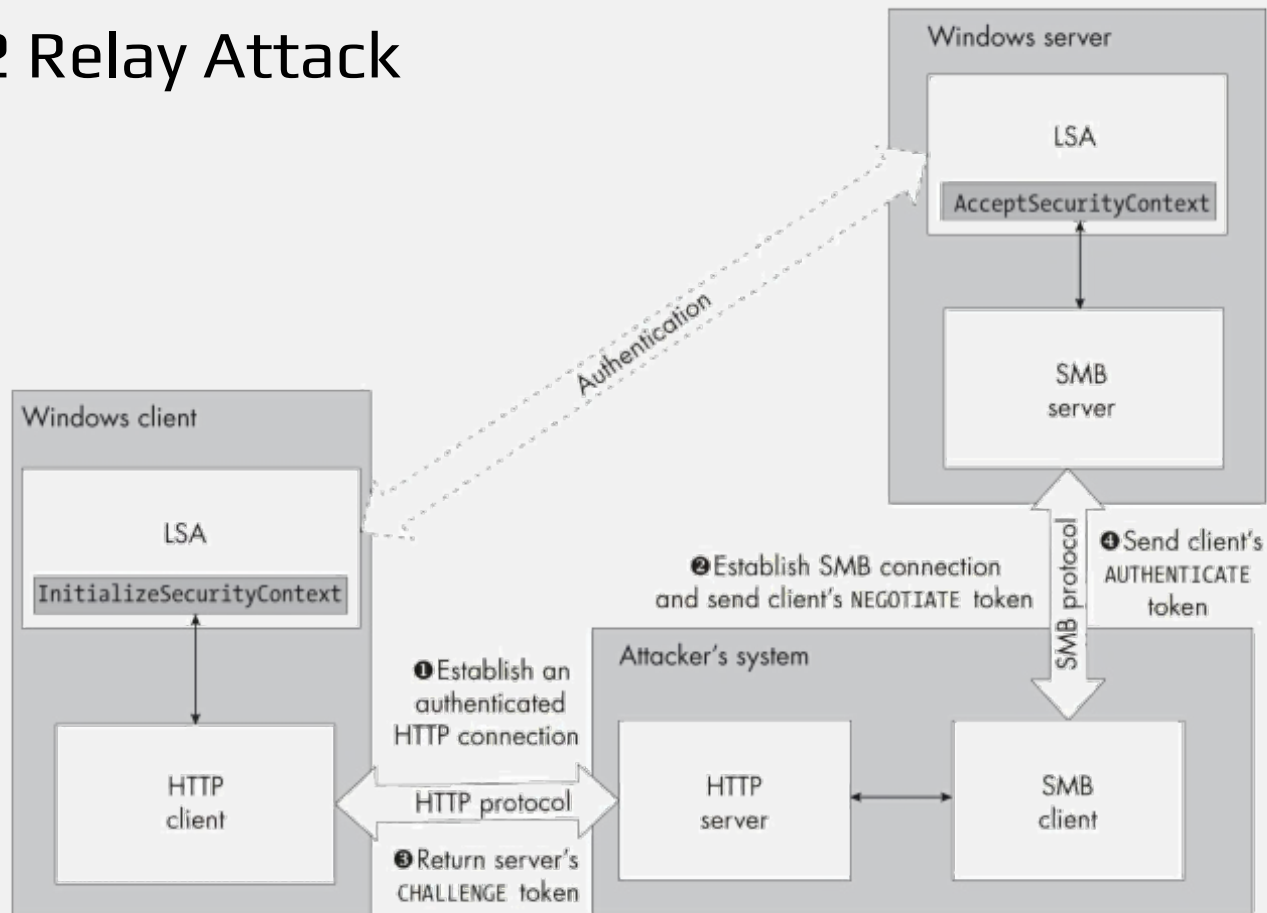 2 Relay Attack
Windows server
LSA
AcceptSecurityContext
Authentication
SMB
server
Windows client
LSA
InitializeSecurityContext
❷Establish SMB connection
and send client's NEGOTIATE token
SMB protocol
❹Send client's
AUTHENTICATE
token
Attacker's system
❶Establish an
authenticated
HTTP connection
HTTP
client
HTTP protocol
HTTP
server
SMB
client
❸Return server's
CHALLENGE token